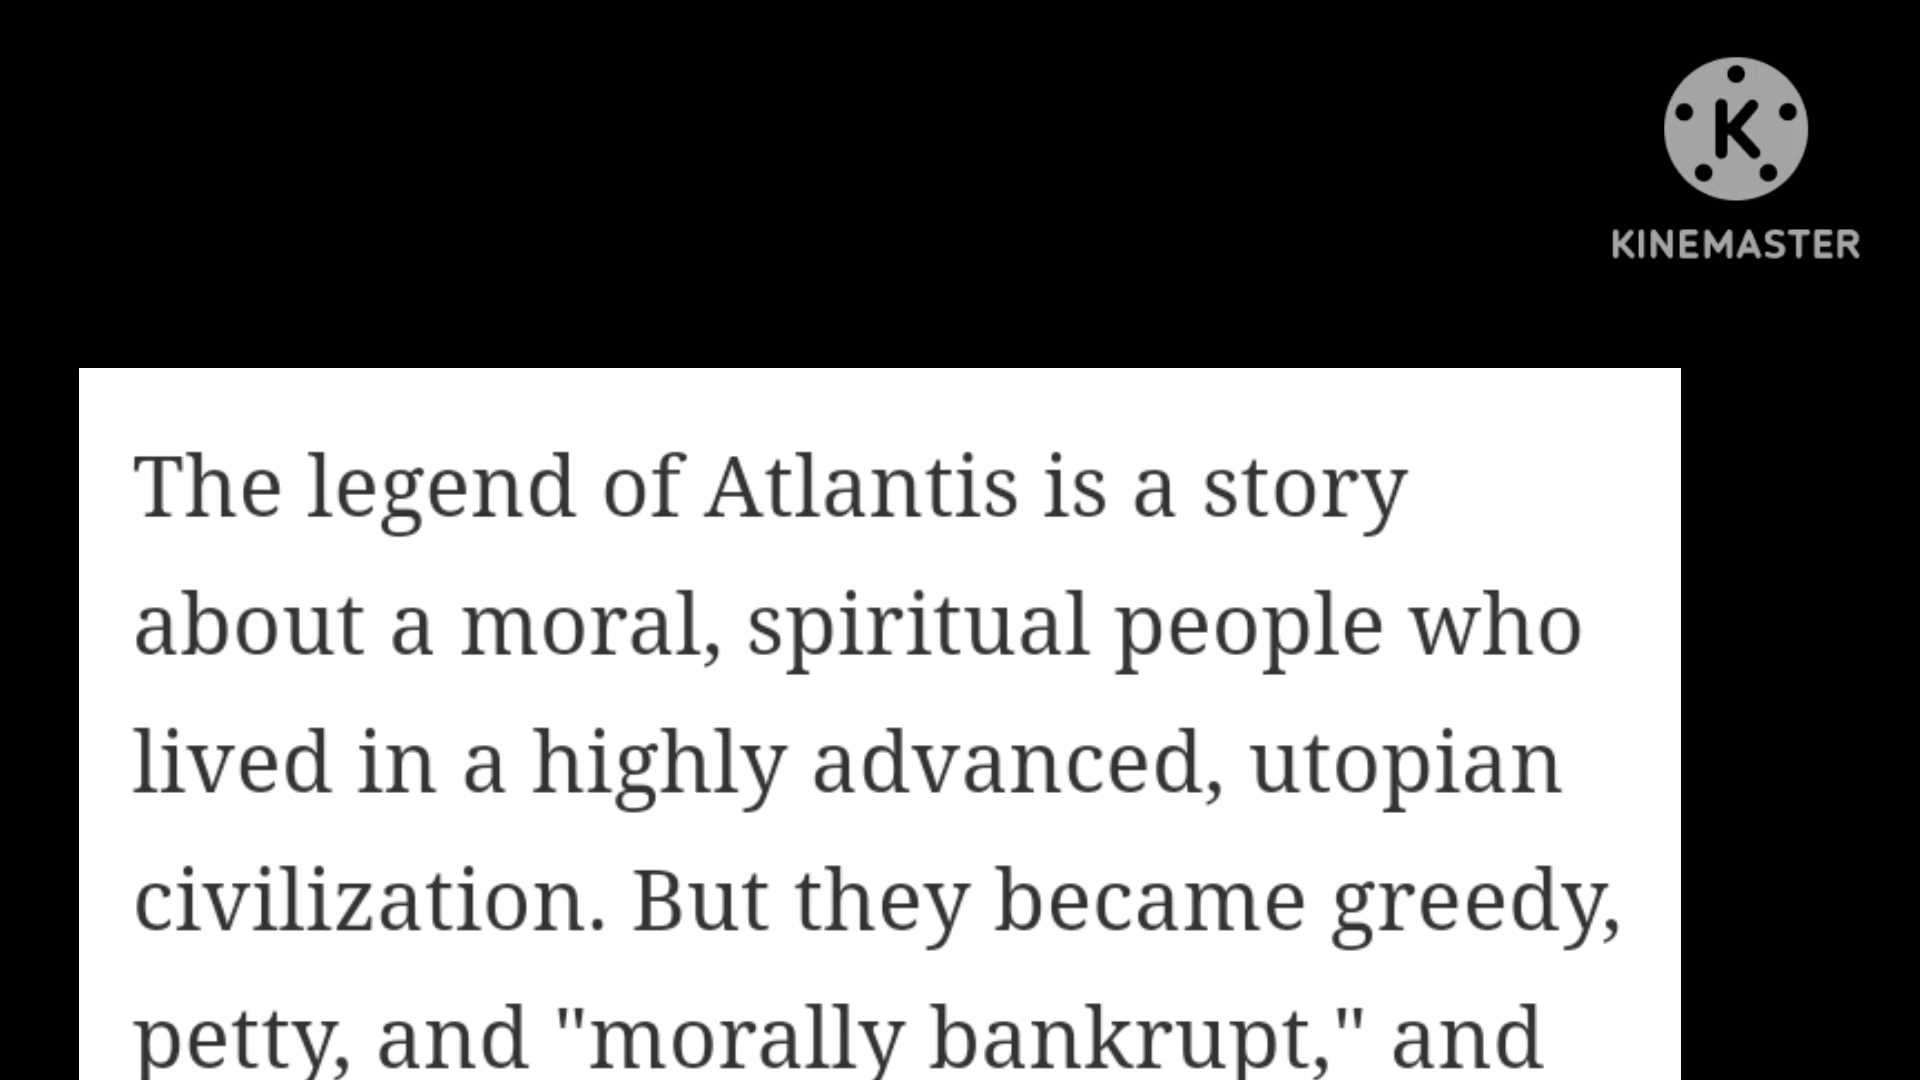 K
KINEMASTER
The legend of Atlantis is a story
about a moral, spiritual people who
lived in a highly advanced, utopian
civilization. But they became greedy,
petty, and "morally bankrupt," and